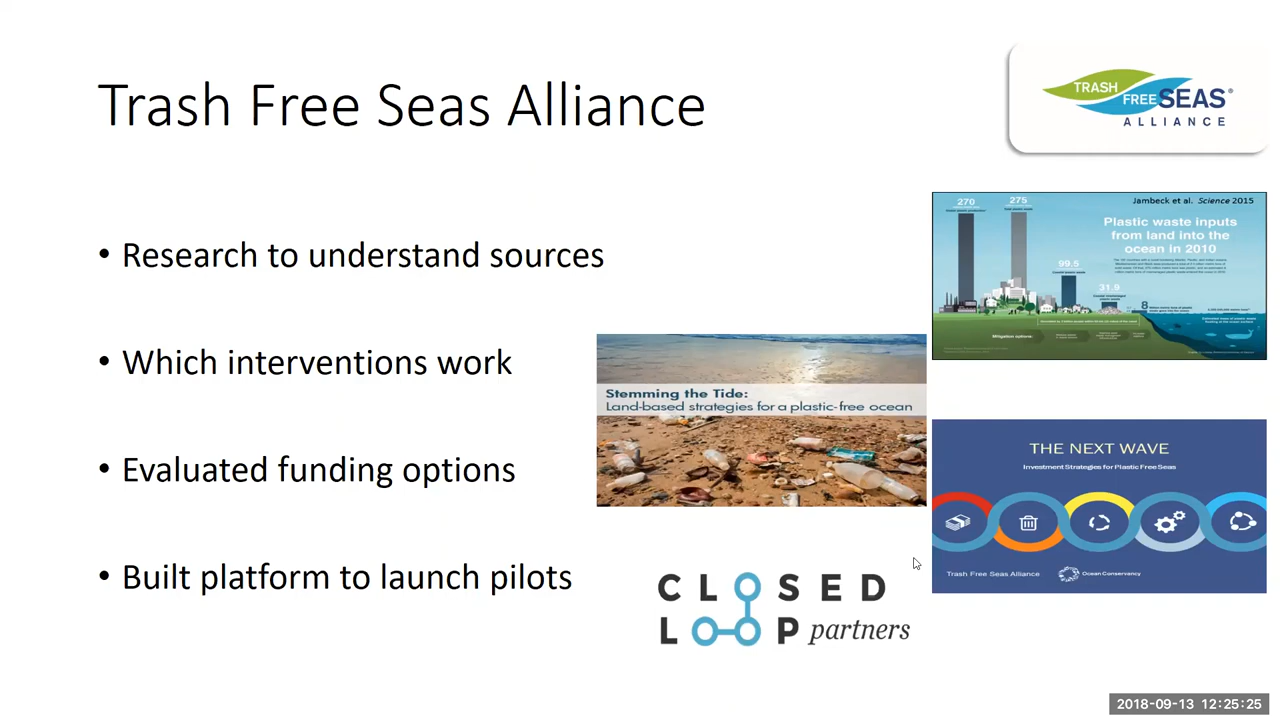 Trash Free Seas Alliance
TRASH
FREE SEAS®
ALLIANCE
• Research to understand sources
• Which interventions work
• Evaluated funding options
• Built platform to launch pilots
Jambeck et al. Science 2015
270
275
Plastic waste inputs
from land into the
ocean in 2010
99.5
31.9
8
Mitigation options:
Stemming the Tide:
Land-based strategies for a plastic-free ocean
THE NEXT WAVE
Investment Strategies for Plastic Free Seas
Trash Free Seas Alliance
Ocean Conservancy
CLOSED
LOOP partners
2018-09-13 12:25:25